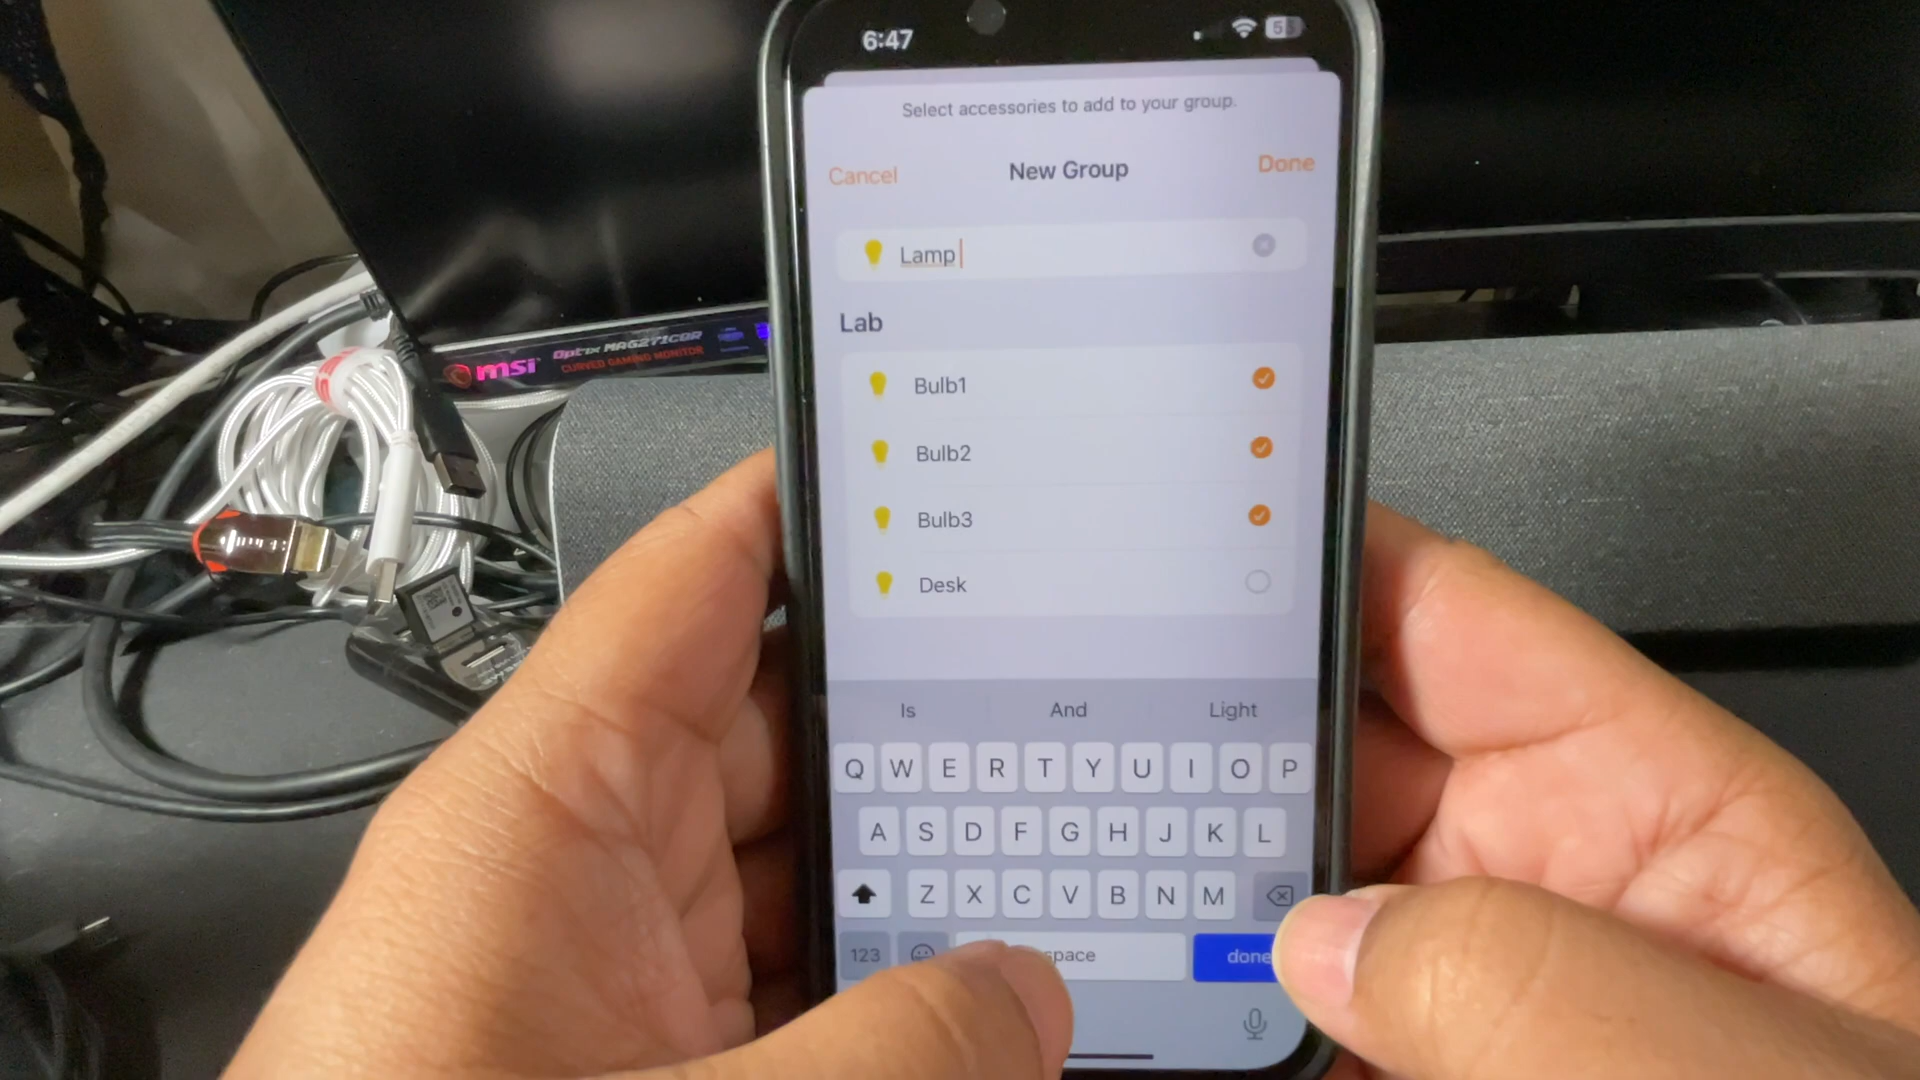 6:47
Select accessories to add to your group.
Cancel
New Group
Done
Lamp
Lab
msi
Optix MAG271CQR
CURVED GAMING MONITOR
Bulb1
Bulb2
Bulb3
Desk
Is And Light
Q W E R T Y U I O P
A S D F G H J K L
Z X C V B N M
123 space done